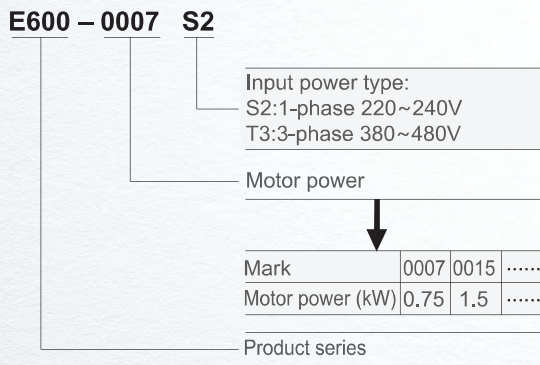 E600 – 0007 S2
Input power type:
S2:1-phase 220~240V
T3:3-phase 380~480V
Motor power
Mark 0007 0015 ······
Motor power (kW) 0.75 1.5 ······
Product series